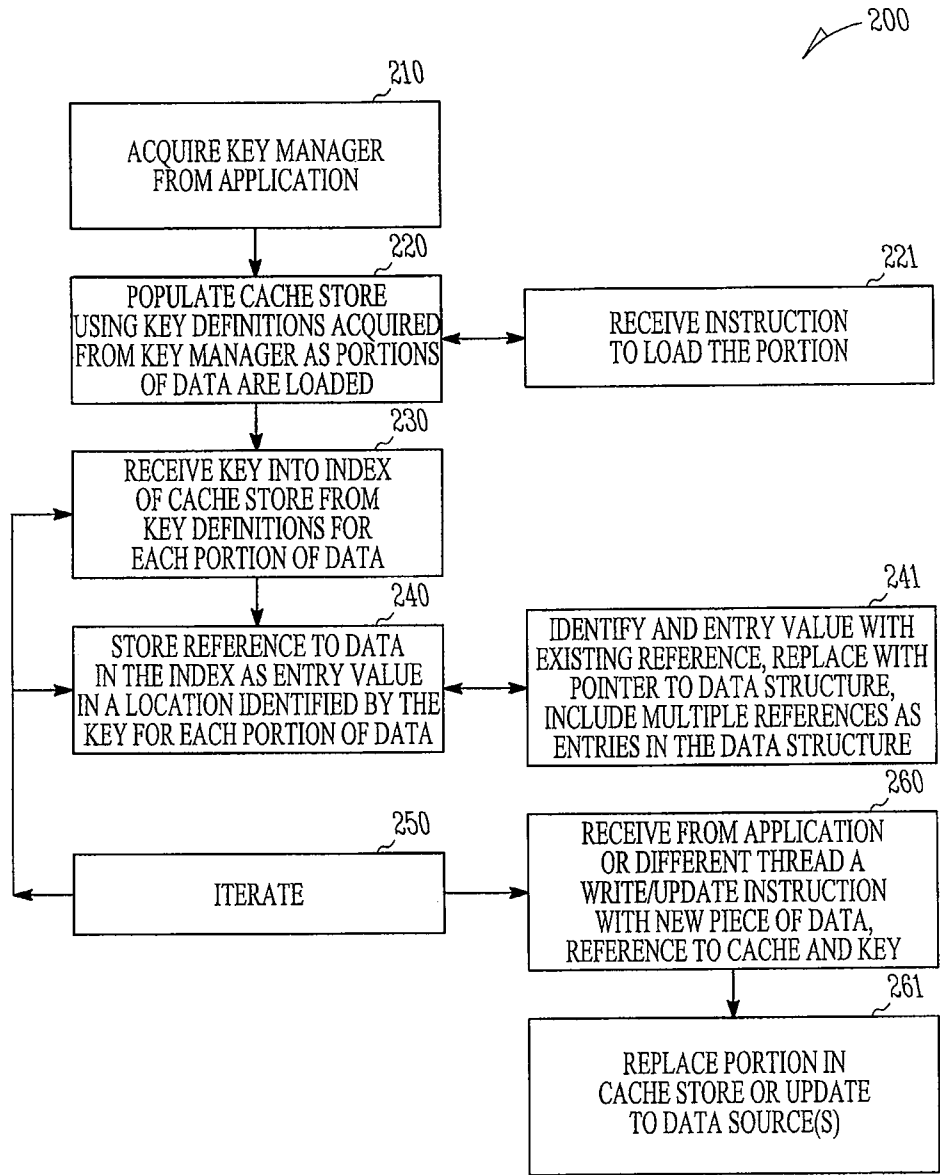 200
210
ACQUIRE KEY MANAGER
FROM APPLICATION
220
POPULATE CACHE STORE
USING KEY DEFINITIONS ACQUIRED
FROM KEY MANAGER AS PORTIONS
OF DATA ARE LOADED
221
RECEIVE INSTRUCTION
TO LOAD THE PORTION
230
RECEIVE KEY INTO INDEX
OF CACHE STORE FROM
KEY DEFINITIONS FOR
EACH PORTION OF DATA
240
STORE REFERENCE TO DATA
IN THE INDEX AS ENTRY VALUE
IN A LOCATION IDENTIFIED BY THE
KEY FOR EACH PORTION OF DATA
241
IDENTIFY AND ENTRY VALUE WITH
EXISTING REFERENCE, REPLACE WITH
POINTER TO DATA STRUCTURE,
INCLUDE MULTIPLE REFERENCES AS
ENTRIES IN THE DATA STRUCTURE
250
ITERATE
260
RECEIVE FROM APPLICATION
OR DIFFERENT THREAD A
WRITE/UPDATE INSTRUCTION
WITH NEW PIECE OF DATA,
REFERENCE TO CACHE AND KEY
261
REPLACE PORTION IN
CACHE STORE OR UPDATE
TO DATA SOURCE(S)